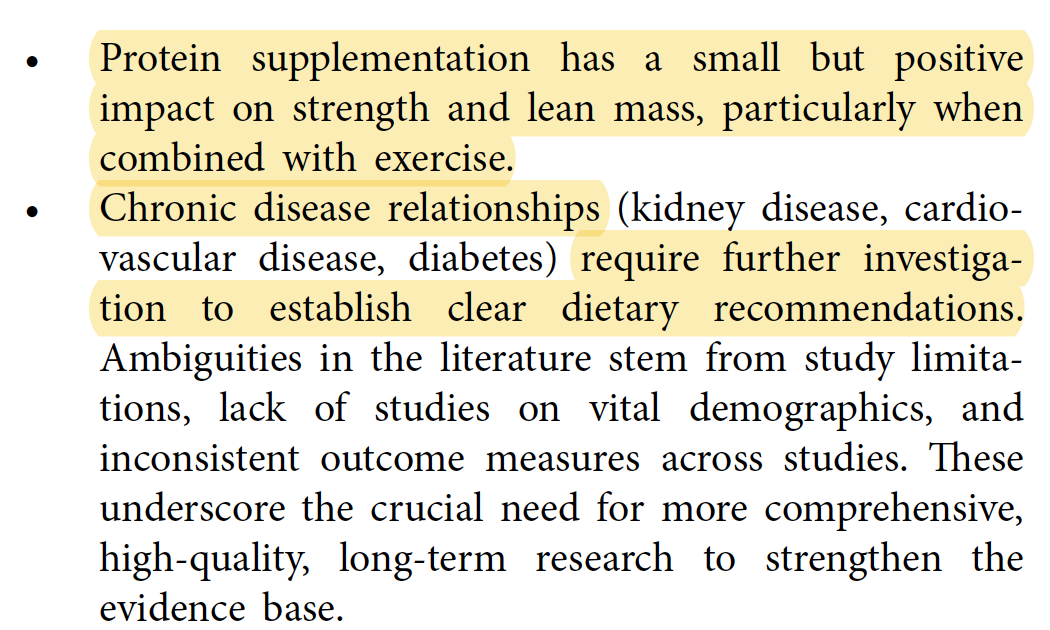 • Protein supplementation has a small but positive
impact on strength and lean mass, particularly when
combined with exercise.
• Chronic disease relationships (kidney disease, cardio-
vascular disease, diabetes) require further investiga-
tion to establish clear dietary recommendations.
Ambiguities in the literature stem from study limita-
tions, lack of studies on vital demographics, and
inconsistent outcome measures across studies. These
underscore the crucial need for more comprehensive,
high-quality, long-term research to strengthen the
evidence base.